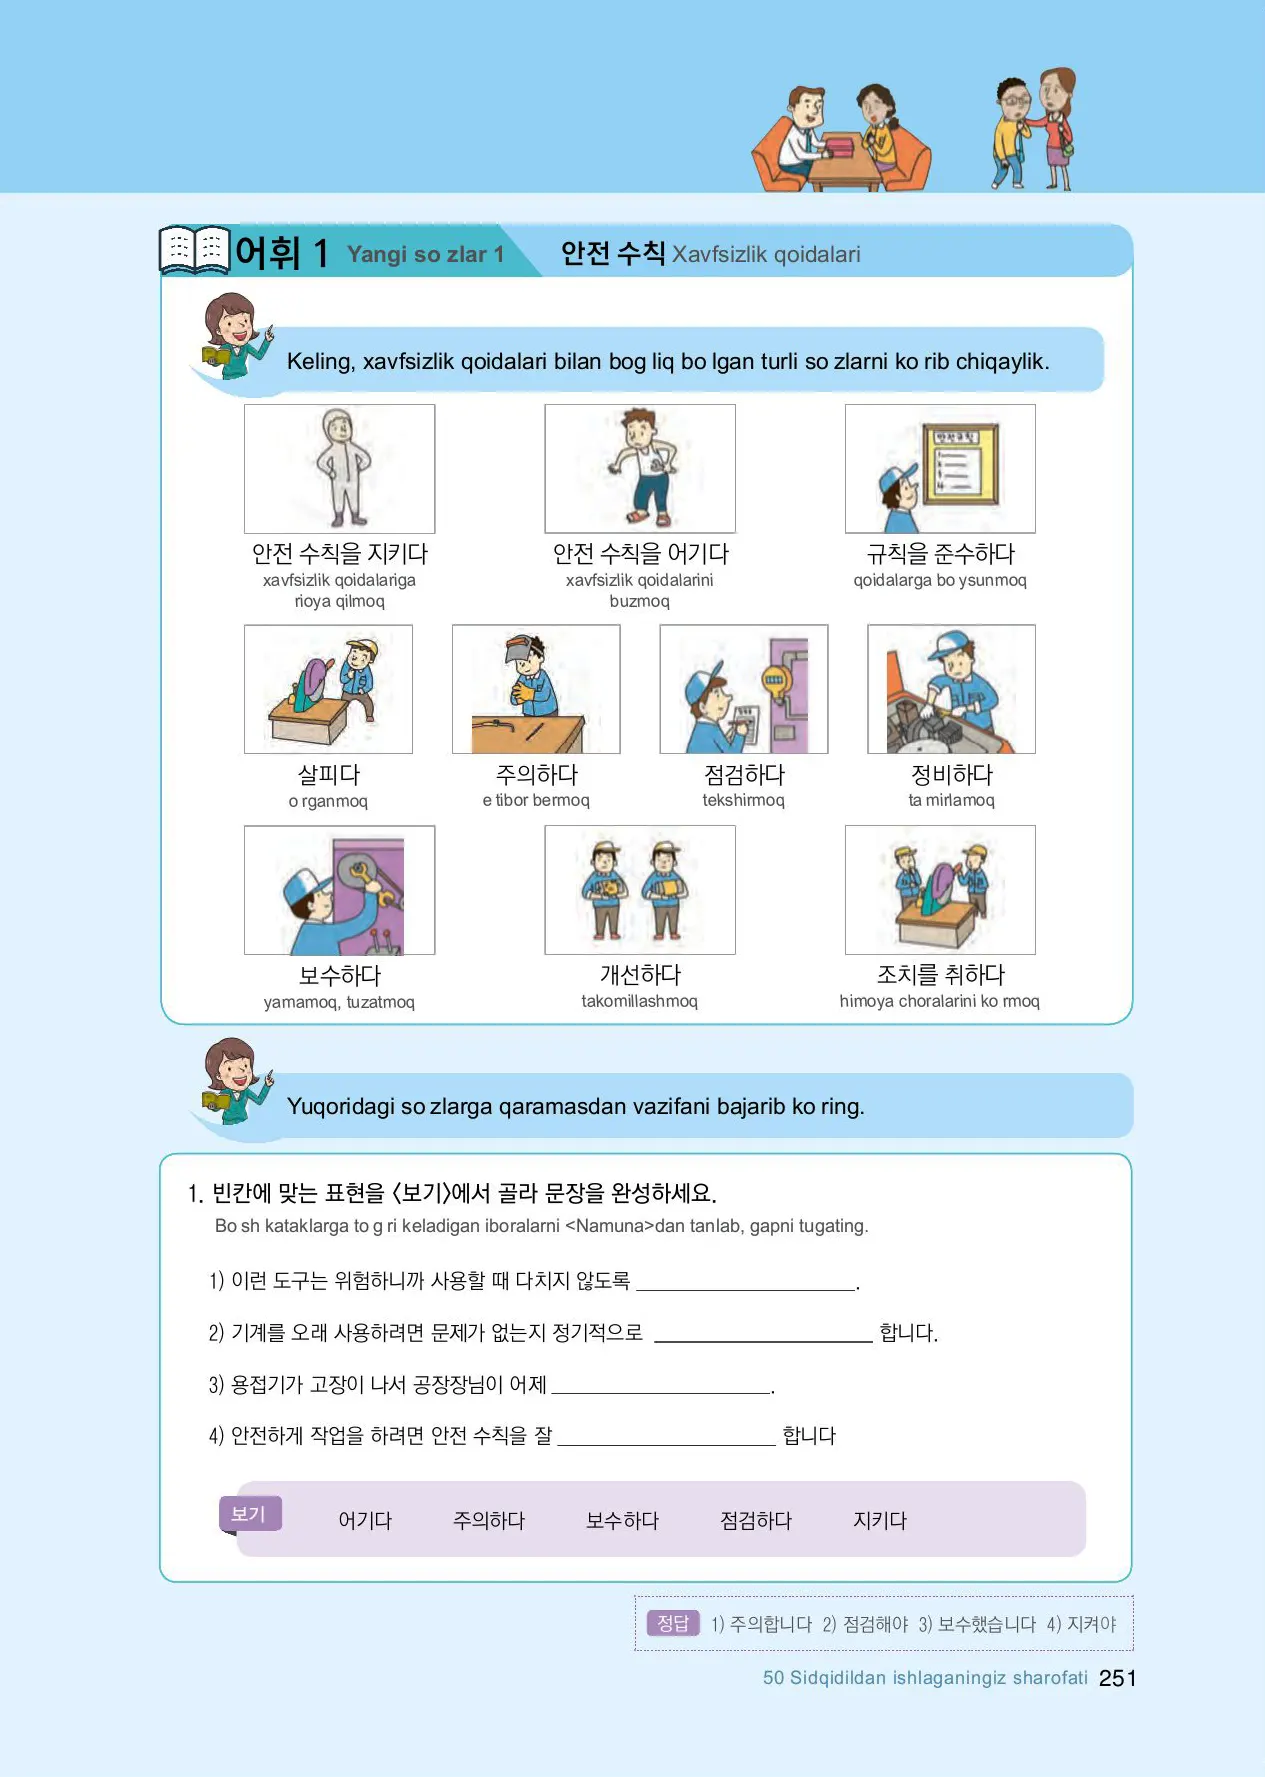 어휘 1 Yangi so zlar 1 안전 수칙 Xavfsizlik qoidalari
Keling, xavfsizlik qoidalari bilan bog liq bo lgan turli so zlarni ko rib chiqaylik.
안전규칙
1.
4.
안전 수칙을 지키다 안전 수칙을 어기다 규칙을 준수하다
xavfsizlik qoidalariga xavfsizlik qoidalarini qoidalarga bo ysunmoq
rioya qilmoq buzmoq
살피다 주의하다 점검하다 정비하다
o rganmoq e tibor bermoq tekshirmoq ta mirlamoq
보수하다 개선하다 조치를 취하다
yamamoq, tuzatmoq takomillashmoq himoya choralarini ko rmoq
Yuqoridagi so zlarga qaramasdan vazifani bajarib ko ring.
1. 빈칸에 맞는 표현을 <보기>에서 골라 문장을 완성하세요.
Bo sh kataklarga to g ri keladigan iboralarni <Namuna>dan tanlab, gapni tugating.
1) 이런 도구는 위험하니까 사용할 때 다치지 않도록 ____________________.
2) 기계를 오래 사용하려면 문제가 없는지 정기적으로 ____________________ 합니다.
3) 용접기가 고장이 나서 공장장님이 어제 ____________________.
4) 안전하게 작업을 하려면 안전 수칙을 잘 ____________________ 합니다
보기 어기다 주의하다 보수하다 점검하다 지키다
정답 1) 주의합니다 2) 점검해야 3) 보수했습니다 4) 지켜야
50 Sidqidildan ishlaganingiz sharofati 251